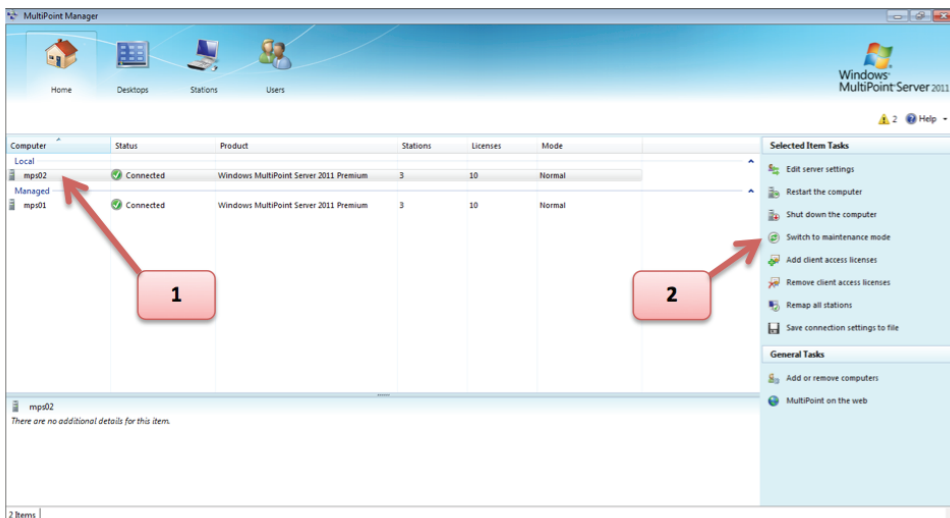 MultiPoint Manager
Home
Desktops
Stations
Users
Windows®
MultiPoint Server 2011
2 Help
Computer Status Product Stations Licenses Mode
Local
mps02 Connected Windows MultiPoint Server 2011 Premium 3 10 Normal
Managed
mps01 Connected Windows MultiPoint Server 2011 Premium 3 10 Normal
1
2
Selected Item Tasks
Edit server settings
Restart the computer
Shut down the computer
Switch to maintenance mode
Add client access licenses
Remove client access licenses
Remap all stations
Save connection settings to file
General Tasks
Add or remove computers
MultiPoint on the web
mps02
There are no additional details for this item.
2 Items